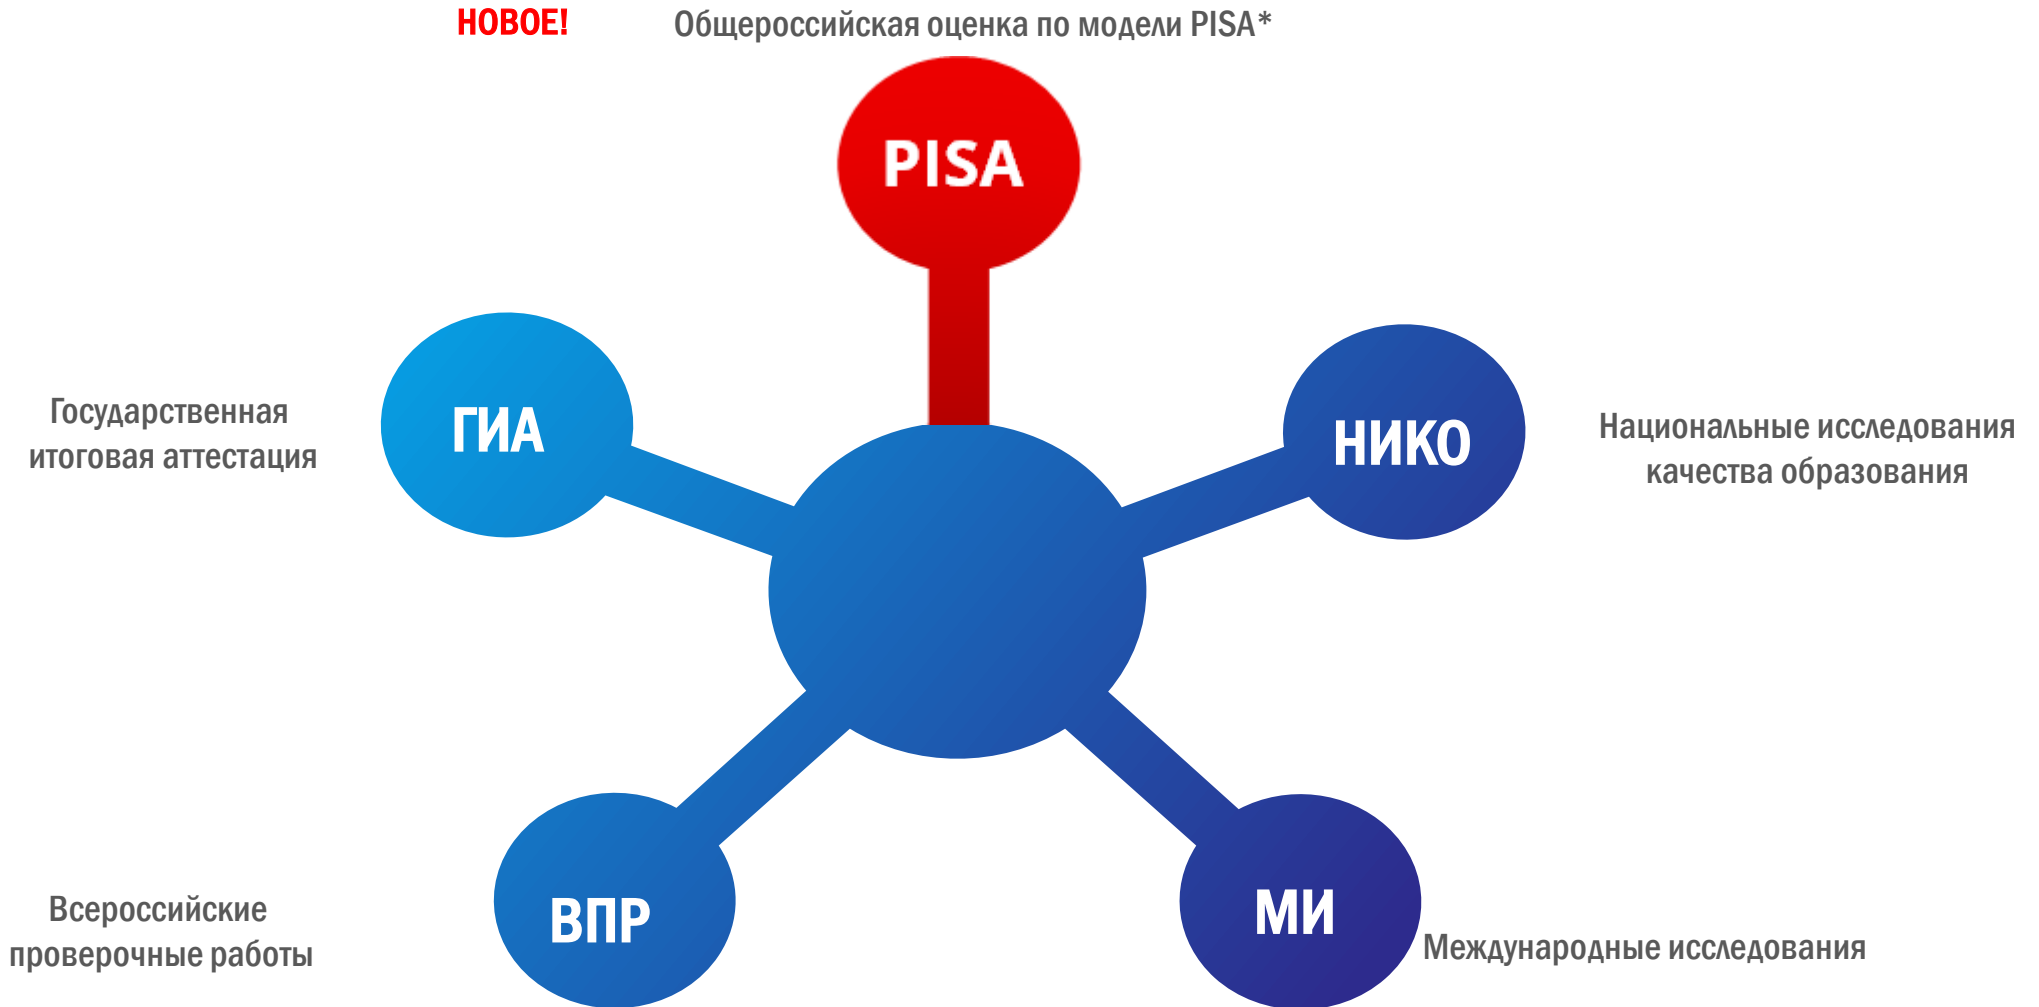 НОВОЕ!
Общероссийская оценка по модели PISA*
PISA
ГИА
НИКО
Государственная
итоговая аттестация
Национальные исследования
качества образования
ВПР
МИ
Всероссийские
проверочные работы
Международные исследования